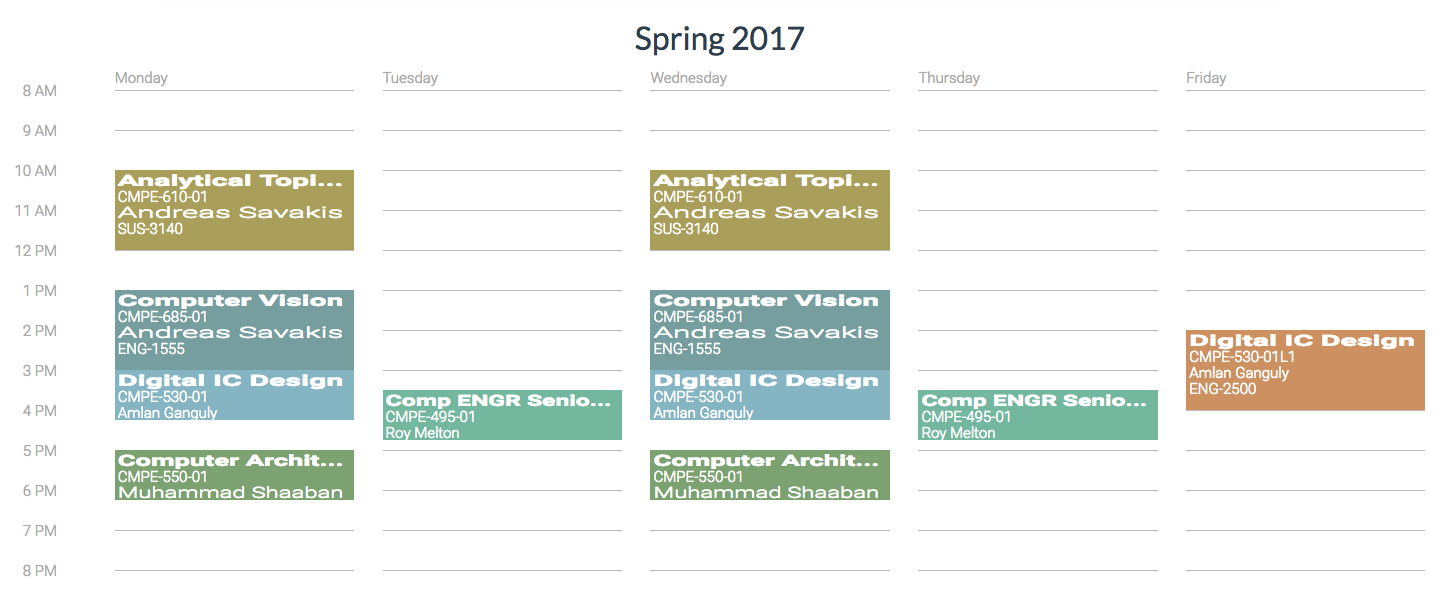 Spring 2017
Monday
Tuesday
Wednesday
Thursday
Friday
8 AM
9 AM
10 AM
11 AM
12 PM
1 PM
2 PM
3 PM
4 PM
5 PM
6 PM
7 PM
8 PM
Analytical Topi...
CMPE-610-01
Andreas Savakis
SUS-3140
Computer Vision
CMPE-685-01
Andreas Savakis
ENG-1555
Digital IC Design
CMPE-530-01
Amlan Ganguly
Computer Archit...
CMPE-550-01
Muhammad Shaaban
Comp ENGR Senio...
CMPE-495-01
Roy Melton
Analytical Topi...
CMPE-610-01
Andreas Savakis
SUS-3140
Computer Vision
CMPE-685-01
Andreas Savakis
ENG-1555
Digital IC Design
CMPE-530-01
Amlan Ganguly
Computer Archit...
CMPE-550-01
Muhammad Shaaban
Comp ENGR Senio...
CMPE-495-01
Roy Melton
Digital IC Design
CMPE-530-01L1
Amlan Ganguly
ENG-2500